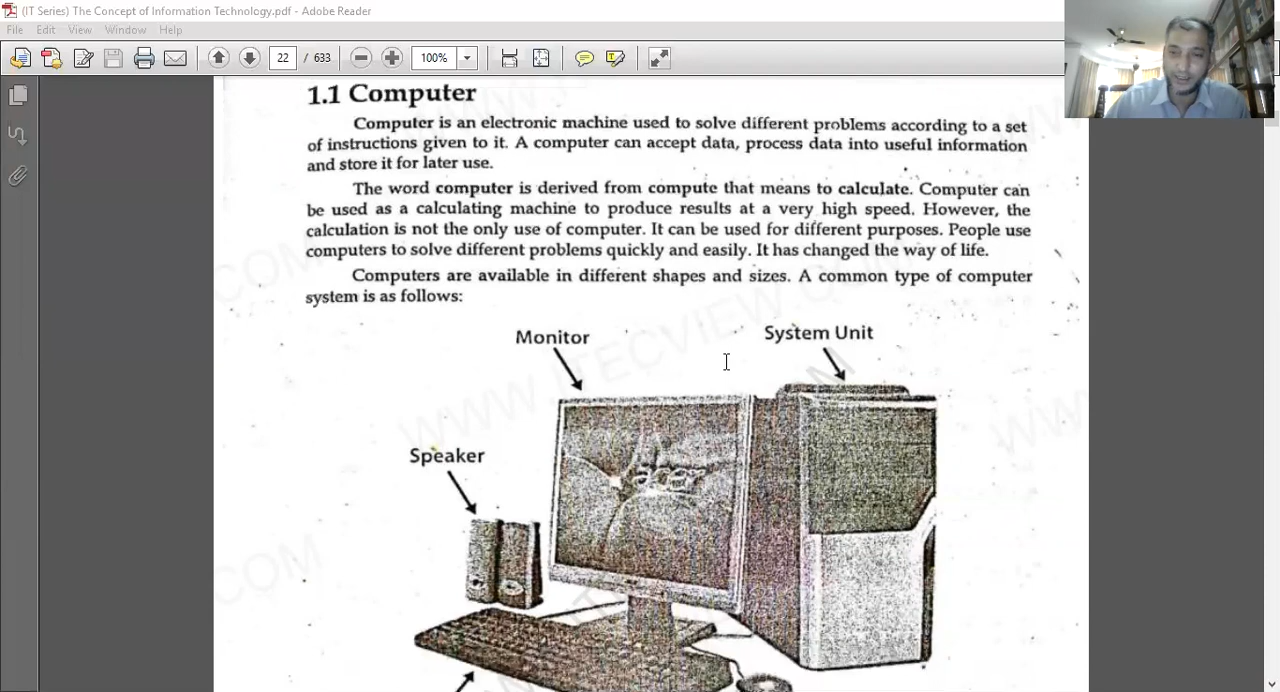 (IT Series) The Concept of Information Technology.pdf - Adobe Reader
File Edit View Window Help
22 / 633 100%
1.1 Computer
Computer is an electronic machine used to solve different problems according to a set
of instructions given to it. A computer can accept data, process data into useful information
and store it for later use.
The word computer is derived from compute that means to calculate. Computer can
be used as a calculating machine to produce results at a very high speed. However, the
calculation is not the only use of computer. It can be used for different purposes. People use
computers to solve different problems quickly and easily. It has changed the way of life.
Computers are available in different shapes and sizes. A common type of computer
system is as follows:
Monitor
System Unit
Speaker
acer